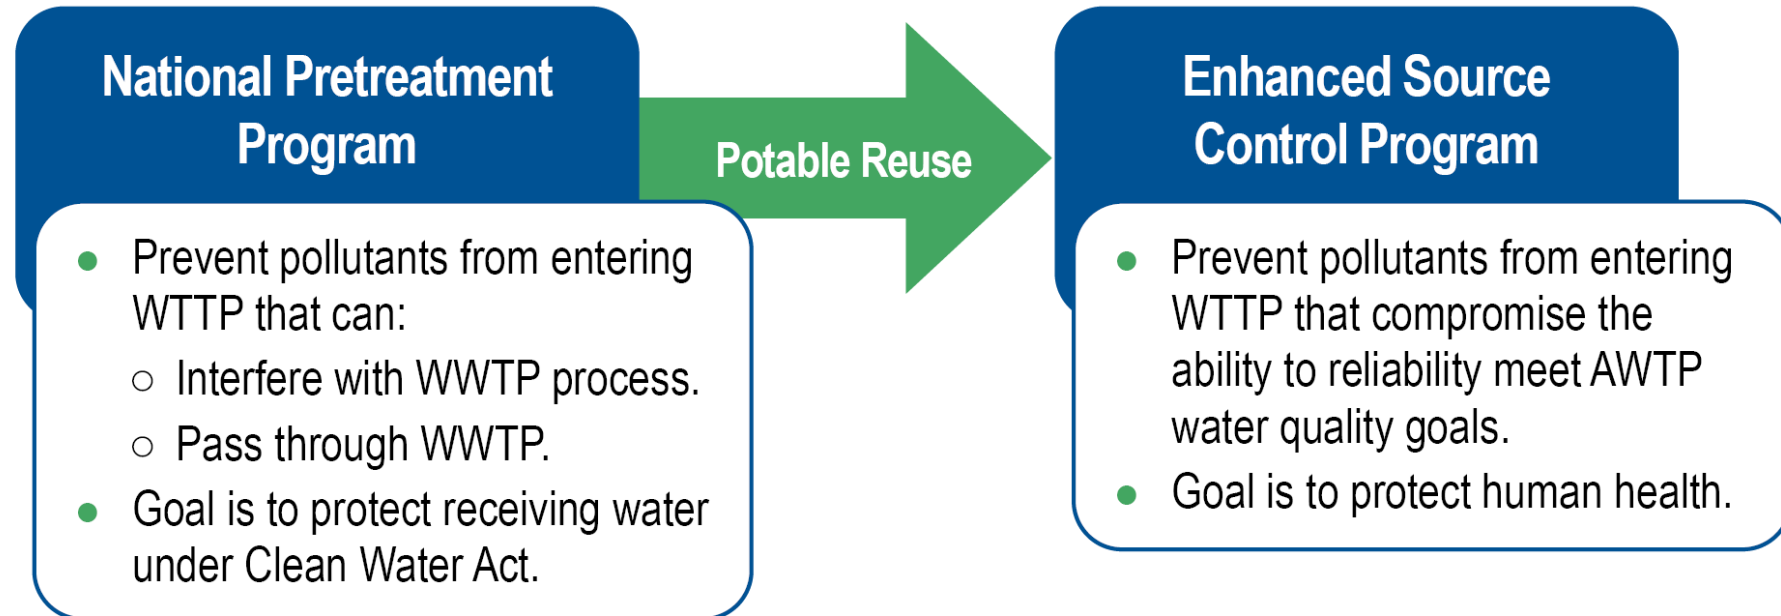 National Pretreatment
Program
● Prevent pollutants from entering
WTTP that can:
○ Interfere with WWTP process.
○ Pass through WWTP.
● Goal is to protect receiving water
under Clean Water Act.
Potable Reuse
Enhanced Source
Control Program
● Prevent pollutants from entering
WTTP that compromise the
ability to reliability meet AWTP
water quality goals.
● Goal is to protect human health.